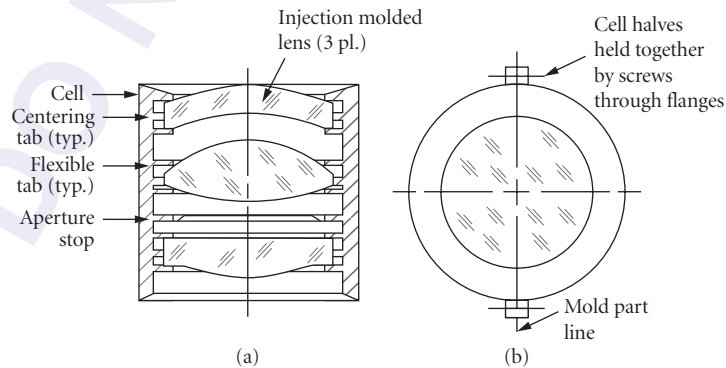 Injection molded
lens (3 pl.)
Cell
Centering
tab (typ.)
Flexible
tab (typ.)
Aperture
stop
(a)
Cell halves
held together
by screws
through flanges
Mold part
line
(b)
DO N